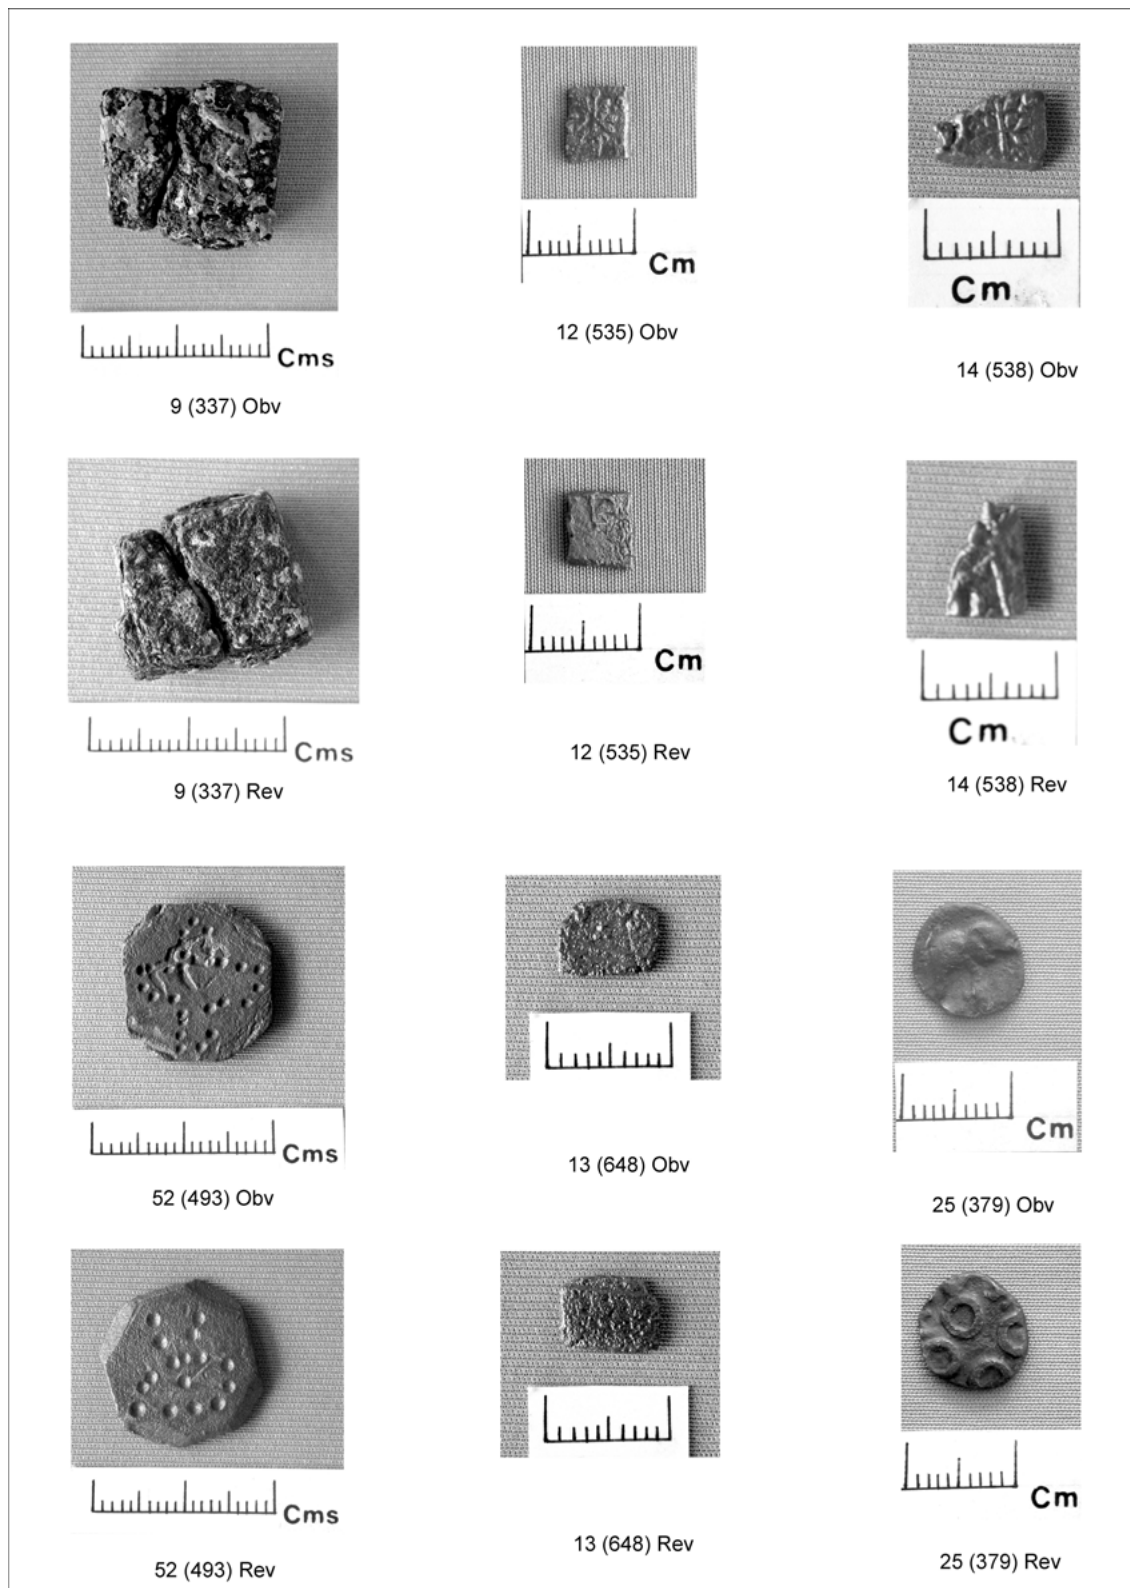 Cms
Cm
Cm
12 (535) Obv
14 (538) Obv
9 (337) Obv
Cm
Cm
Cms
12 (535) Rev
14 (538) Rev
9 (337) Rev
Cm
Cms
13 (648) Obv
52 (493) Obv
25 (379) Obv
Cm
Cms
13 (648) Rev
25 (379) Rev
52 (493) Rev